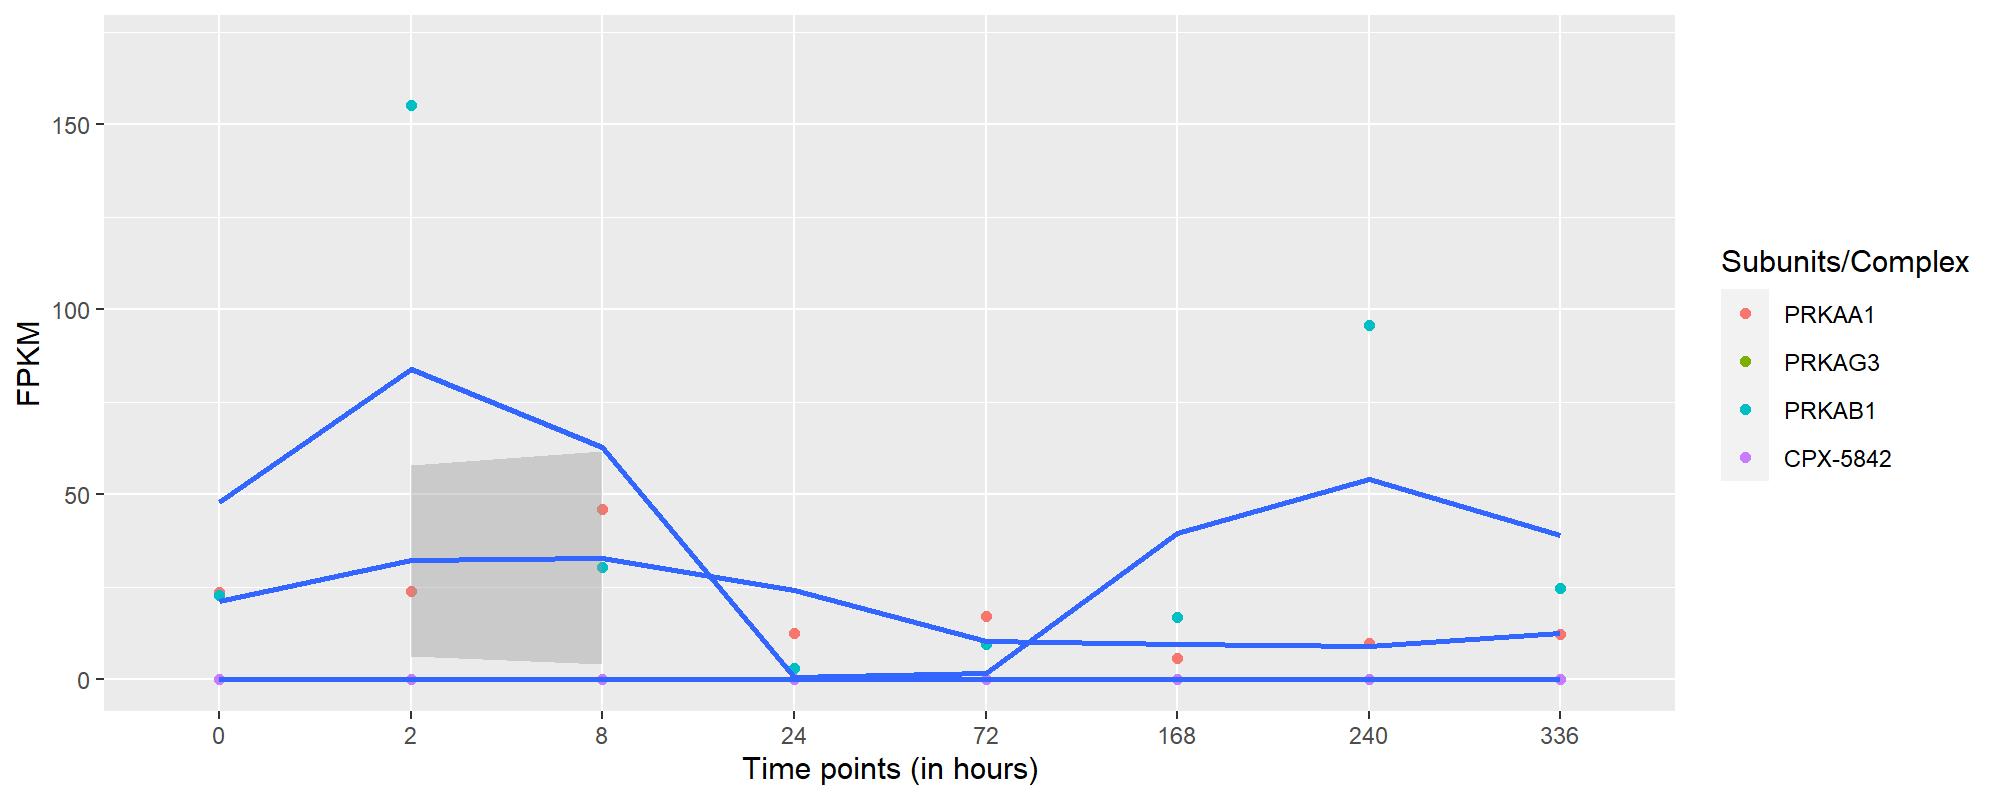 150
100
50
0
FPKM
0 2 8 24 72 168 240 336
Time points (in hours)
Subunits/Complex
PRKAA1
PRKAG3
PRKAB1
CPX-5842